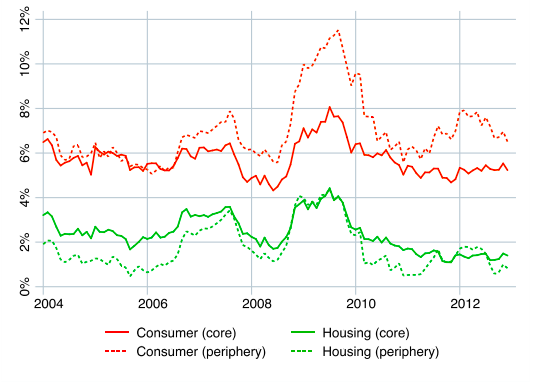 12%
10%
8%
6%
4%
2%
0%
2004 2006 2008 2010 2012
Consumer (core) Housing (core)
Consumer (periphery) Housing (periphery)